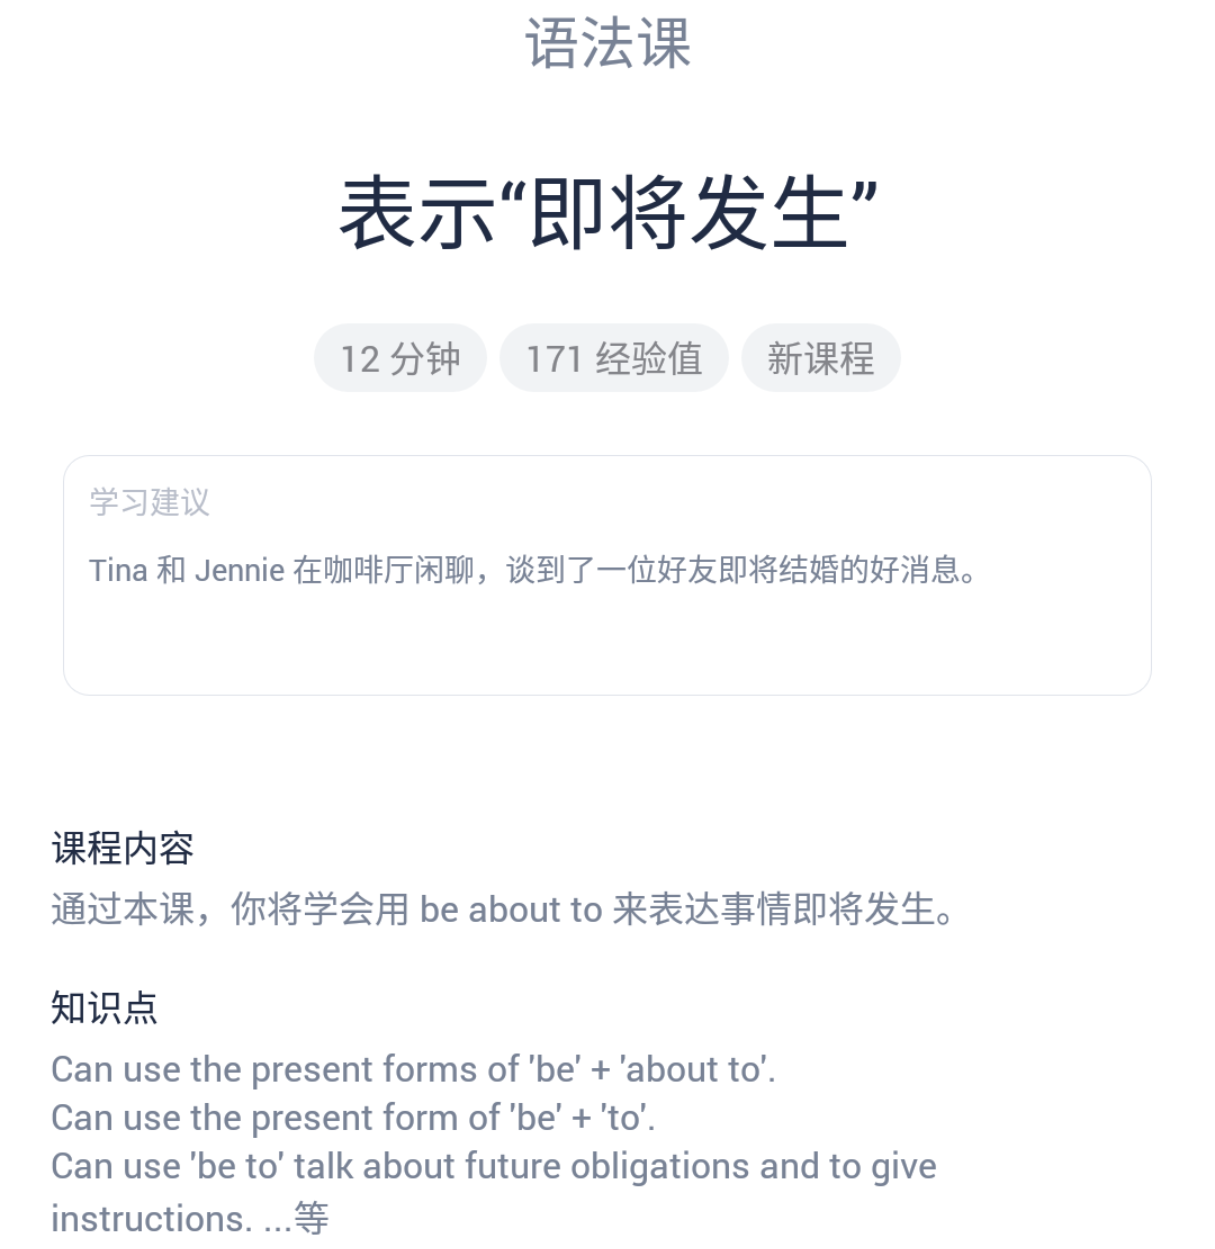 语法课
表示“即将发生”
12 分钟 171 经验值 新课程
学习建议
Tina 和 Jennie 在咖啡厅闲聊，谈到了一位好友即将结婚的好消息。
课程内容
通过本课，你将学会用 be about to 来表达事情即将发生。
知识点
Can use the present forms of 'be' + 'about to'.
Can use the present form of 'be' + 'to'.
Can use 'be to' talk about future obligations and to give
instructions. ...等